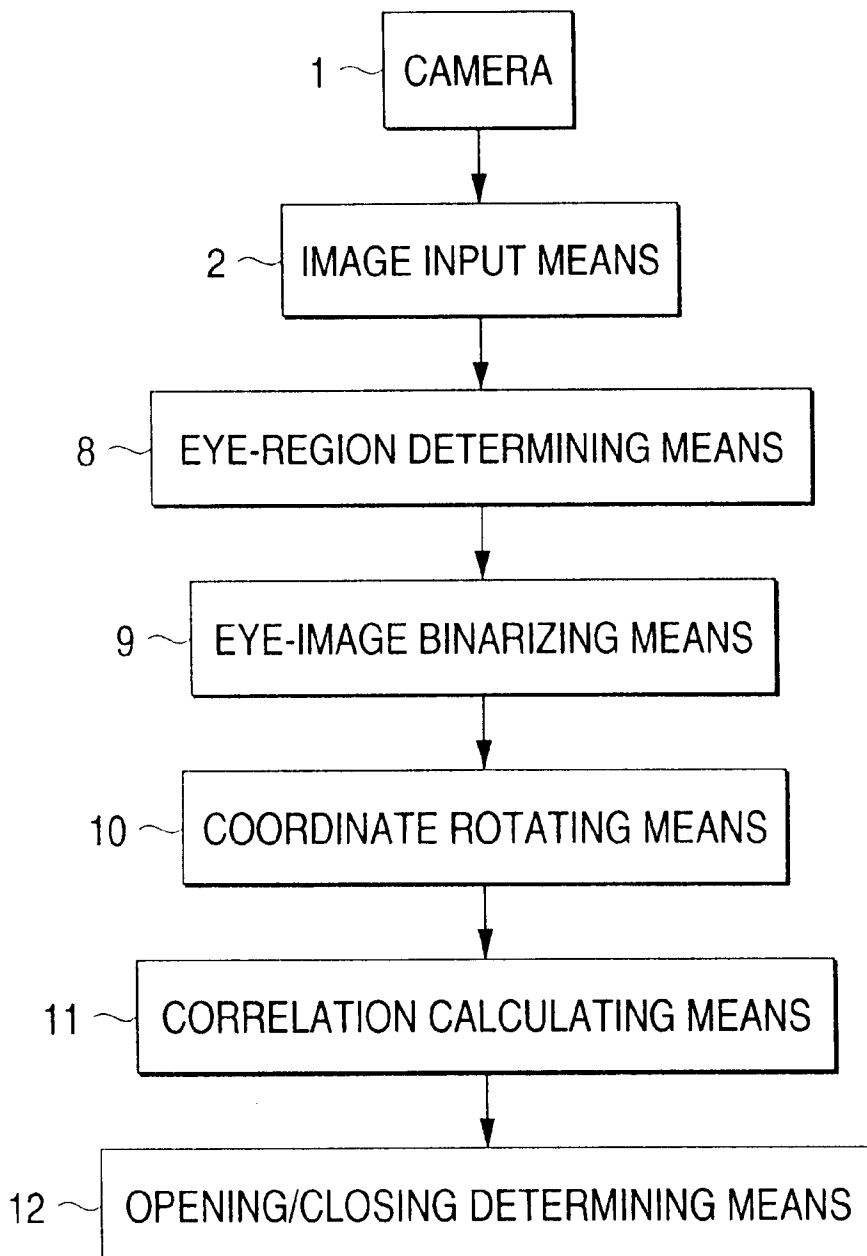 1 CAMERA
2 IMAGE INPUT MEANS
8 EYE-REGION DETERMINING MEANS
9 EYE-IMAGE BINARIZING MEANS
10 COORDINATE ROTATING MEANS
11 CORRELATION CALCULATING MEANS
12 OPENING/CLOSING DETERMINING MEANS